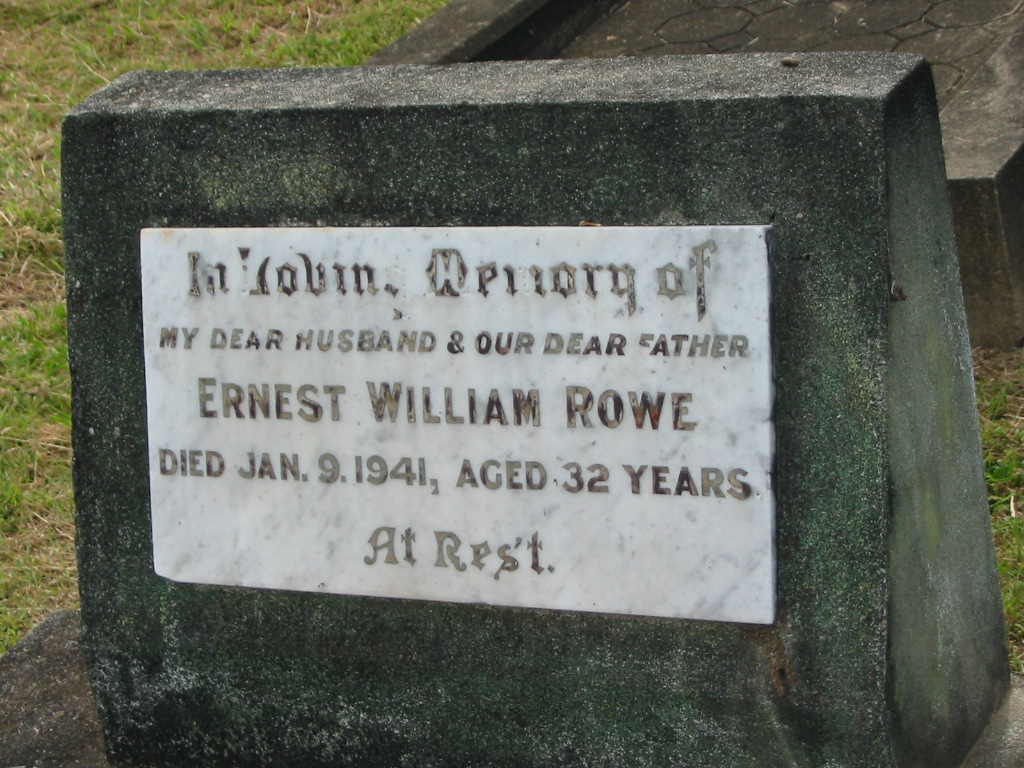 In Loving Memory of
MY DEAR HUSBAND & OUR DEAR FATHER
ERNEST WILLIAM ROWE
DIED JAN. 9. 1941, AGED 32 YEARS
At Rest.